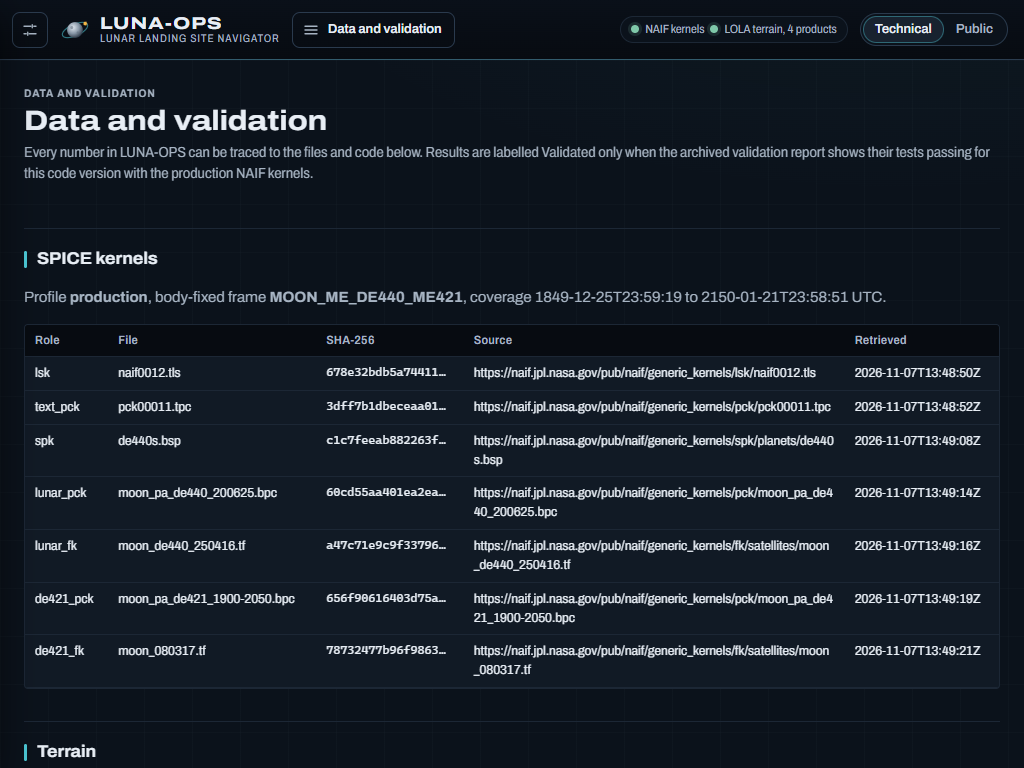 LUNA-OPS
LUNAR LANDING SITE NAVIGATOR
Data and validation
NAIF kernels
LOLA terrain, 4 products
Technical
Public
DATA AND VALIDATION
Data and validation
Every number in LUNA-OPS can be traced to the files and code below. Results are labelled Validated only when the archived validation report shows their tests passing for
this code version with the production NAIF kernels.
SPICE kernels
Profile production, body-fixed frame MOON_ME_DE440_ME421, coverage 1849-12-25T23:59:19 to 2150-01-21T23:58:51 UTC.
Role File SHA-256 Source Retrieved
lsk naif0012.tls 678e32bdb5a74411… https://naif.jpl.nasa.gov/pub/naif/generic_kernels/lsk/naif0012.tls 2026-11-07T13:48:50Z
text_pck pck00011.tpc 3dff7b1dbeceaa01… https://naif.jpl.nasa.gov/pub/naif/generic_kernels/pck/pck00011.tpc 2026-11-07T13:48:52Z
spk de440s.bsp c1c7feeab882263f… https://naif.jpl.nasa.gov/pub/naif/generic_kernels/spk/planets/de440 2026-11-07T13:49:08Z
s.bsp
lunar_pck moon_pa_de440_200625.bpc 60cd55aa401ea2ea… https://naif.jpl.nasa.gov/pub/naif/generic_kernels/pck/moon_pa_de4 2026-11-07T13:49:14Z
40_200625.bpc
lunar_fk moon_de440_250416.tf a47c71e9c9f33796… https://naif.jpl.nasa.gov/pub/naif/generic_kernels/fk/satellites/moon 2026-11-07T13:49:16Z
_de440_250416.tf
de421_pck moon_pa_de421_1900-2050.bpc 656f90616403d75a… https://naif.jpl.nasa.gov/pub/naif/generic_kernels/pck/moon_pa_de4 2026-11-07T13:49:19Z
21_1900-2050.bpc
de421_fk moon_080317.tf 78732477b96f9863… https://naif.jpl.nasa.gov/pub/naif/generic_kernels/fk/satellites/moon 2026-11-07T13:49:21Z
_080317.tf
Terrain